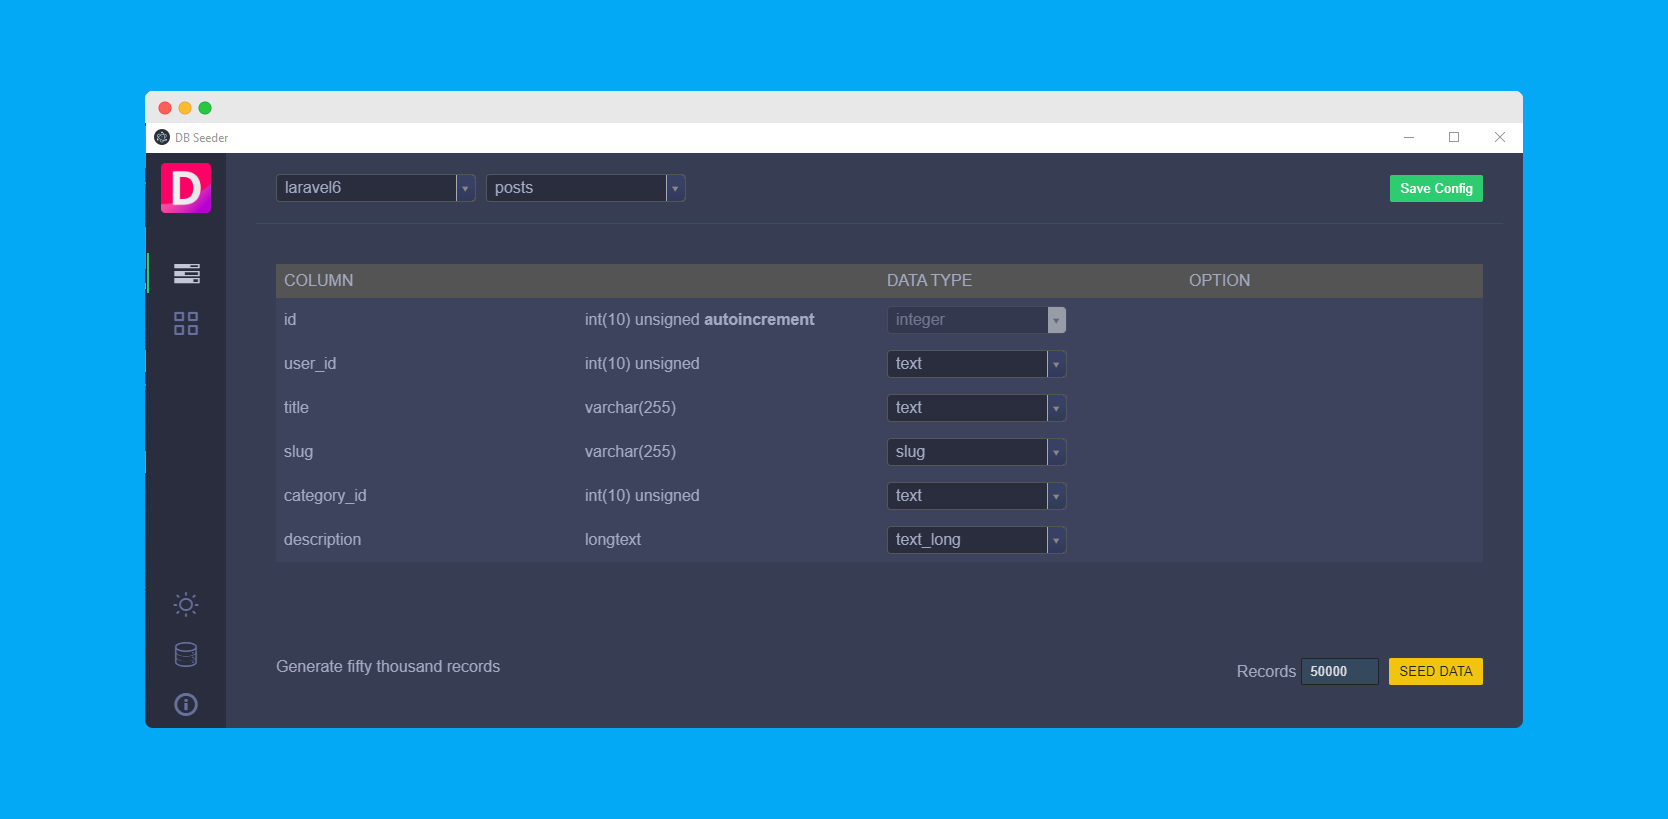 DB Seeder
D
laravel6 posts Save Config
COLUMN DATA TYPE OPTION
id int(10) unsigned autoincrement integer
user_id int(10) unsigned text
title varchar(255) text
slug varchar(255) slug
category_id int(10) unsigned text
description longtext text_long
Generate fifty thousand records Records 50000 SEED DATA